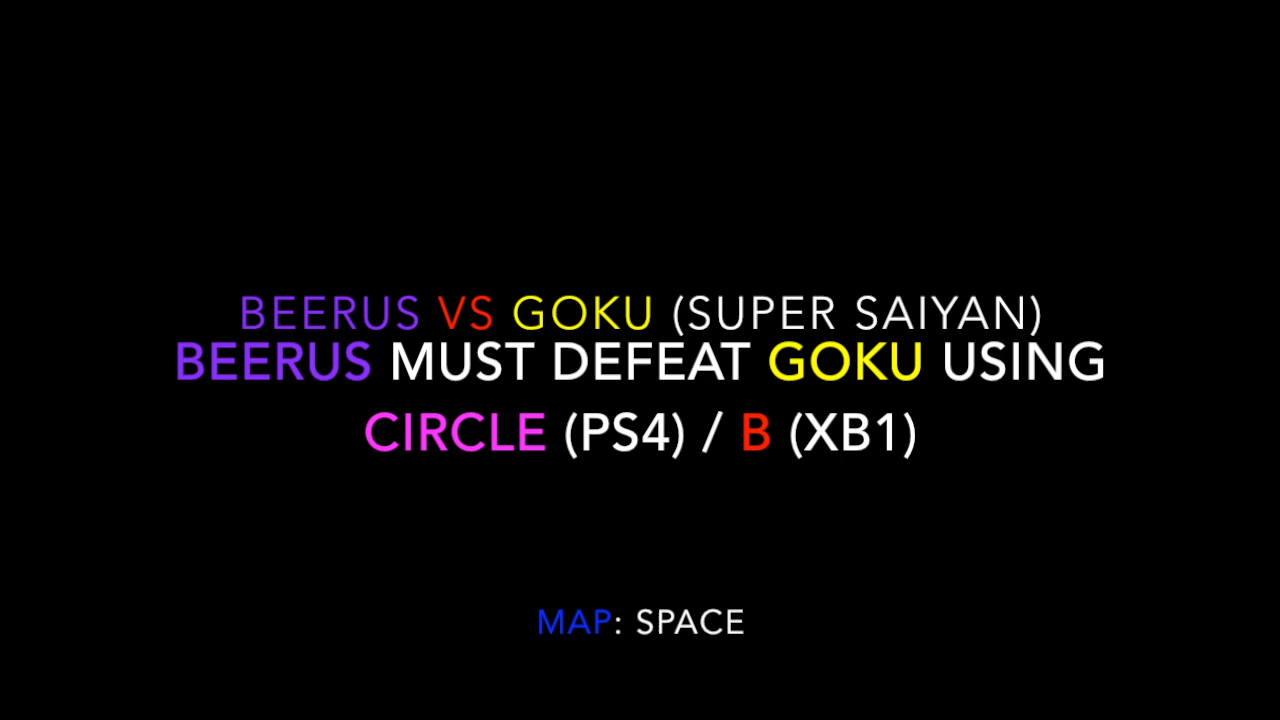 BEERUS VS GOKU (SUPER SAIYAN)
BEERUS MUST DEFEAT GOKU USING
CIRCLE (PS4) / B (XB1)
MAP: SPACE